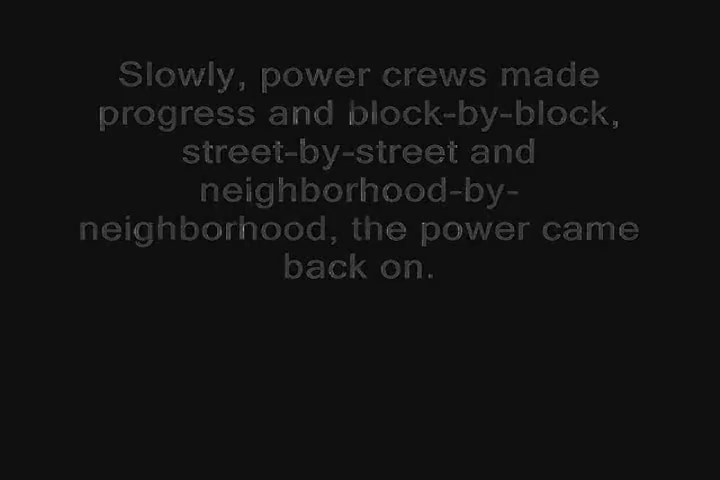 Slowly, power crews made
progress and block-by-block,
street-by-street and
neighborhood-by-
neighborhood, the power came
back on.